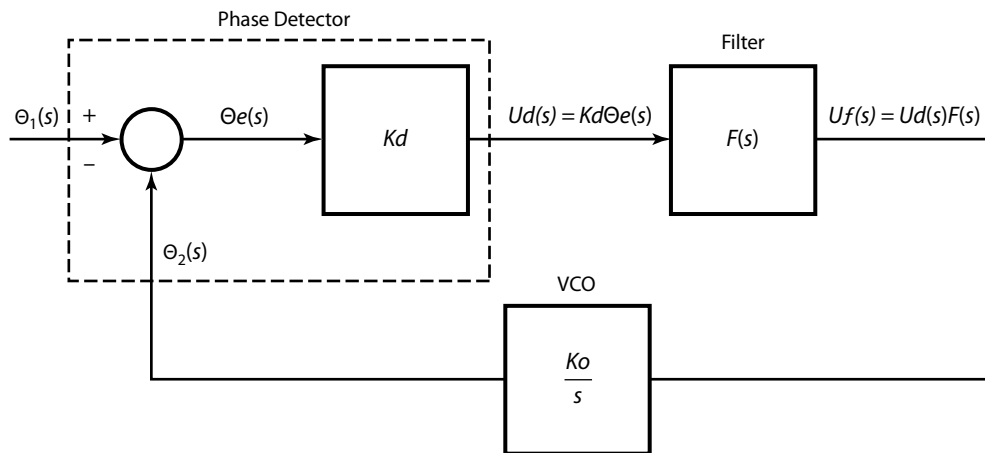 Phase Detector
Filter
Θ1(s)
+
−
Θe(s)
Kd
Ud(s) = KdΘe(s)
F(s)
Uf(s) = Ud(s)F(s)
Θ2(s)
VCO
Ko
s